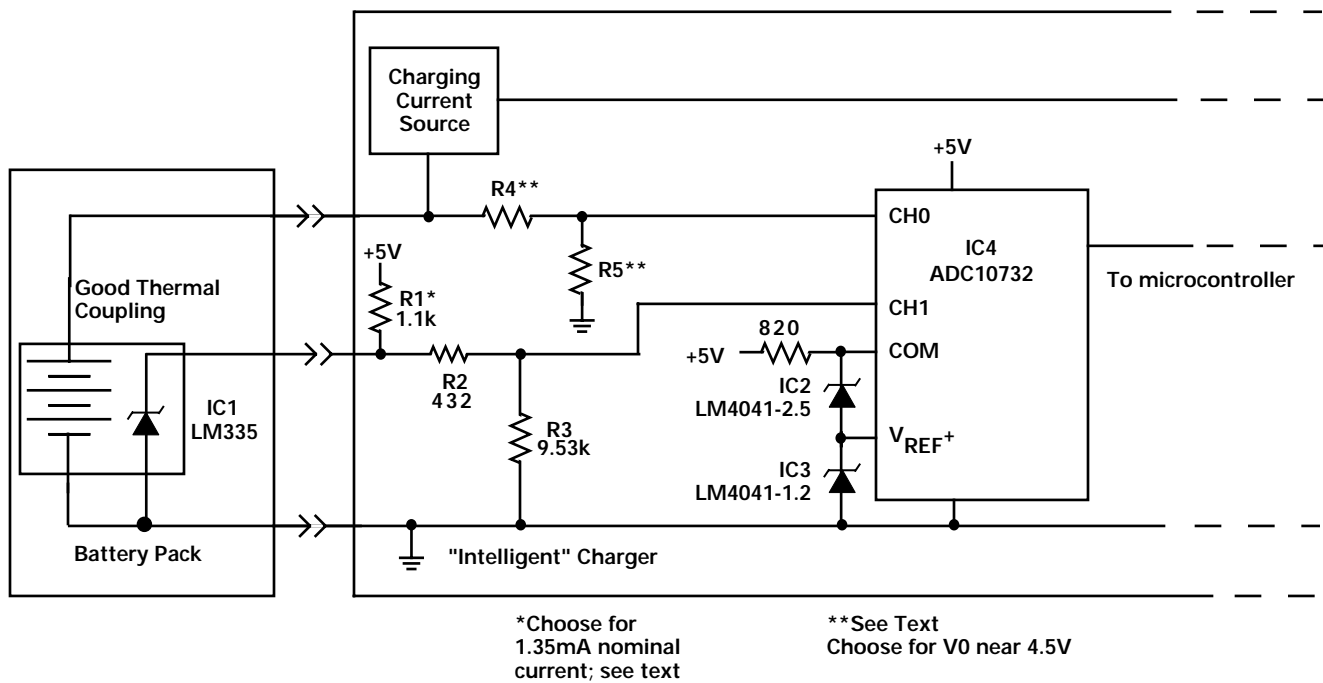 Charging
Current
Source
+5V
R4**
CH0
IC4
ADC10732
+5V
R5**
To microcontroller
Good Thermal
Coupling
R1*
1.1k
CH1
820
+5V
COM
R2
432
IC2
LM4041-2.5
IC1
LM335
R3
9.53k
VREF+
IC3
LM4041-1.2
Battery Pack
"Intelligent" Charger
*Choose for
1.35mA nominal
current; see text
**See Text
Choose for V0 near 4.5V